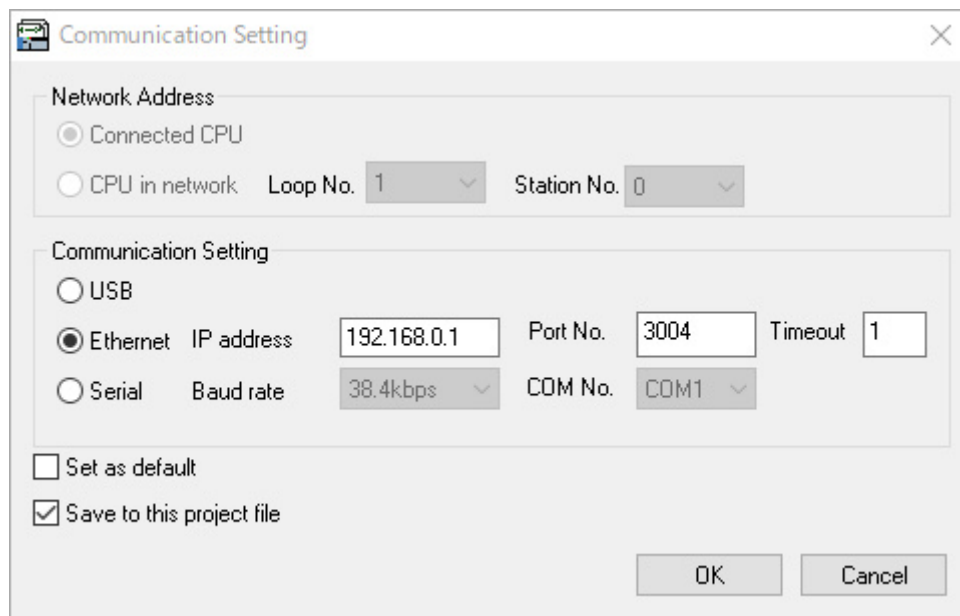 Communication Setting
Network Address
Connected CPU
CPU in network Loop No. 1 Station No. 0
Communication Setting
USB
Ethernet IP address 192.168.0.1 Port No. 3004 Timeout 1
Serial Baud rate 38.4kbps COM No. COM1
Set as default
Save to this project file
OK Cancel